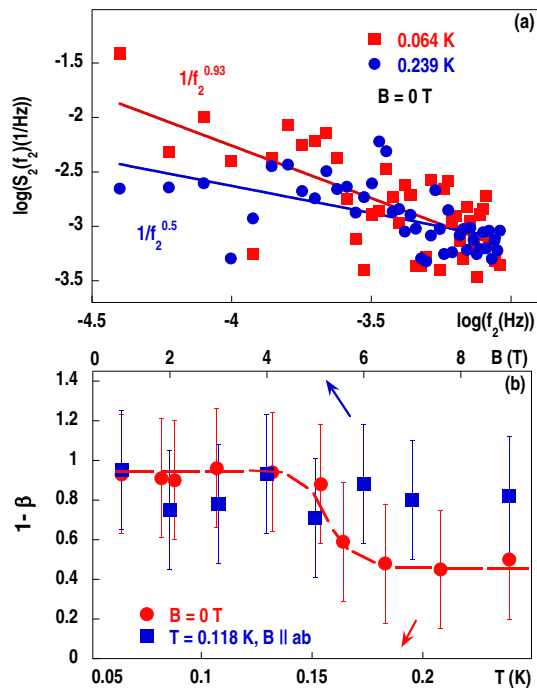 (a)
0.064 K
0.239 K
B = 0 T
1/f₂^0.93
1/f₂^0.5
log(S₂(f₂)(1/Hz))
-1.5
-2
-2.5
-3
-3.5
-4.5 -4 -3.5 log(f₂(Hz))
0 2 4 6 8 B (T)
(b)
1.4
1.2
1
0.8
0.6
0.4
0.2
0
1- β
B = 0 T
T = 0.118 K, B || ab
0.05 0.1 0.15 0.2 T (K)